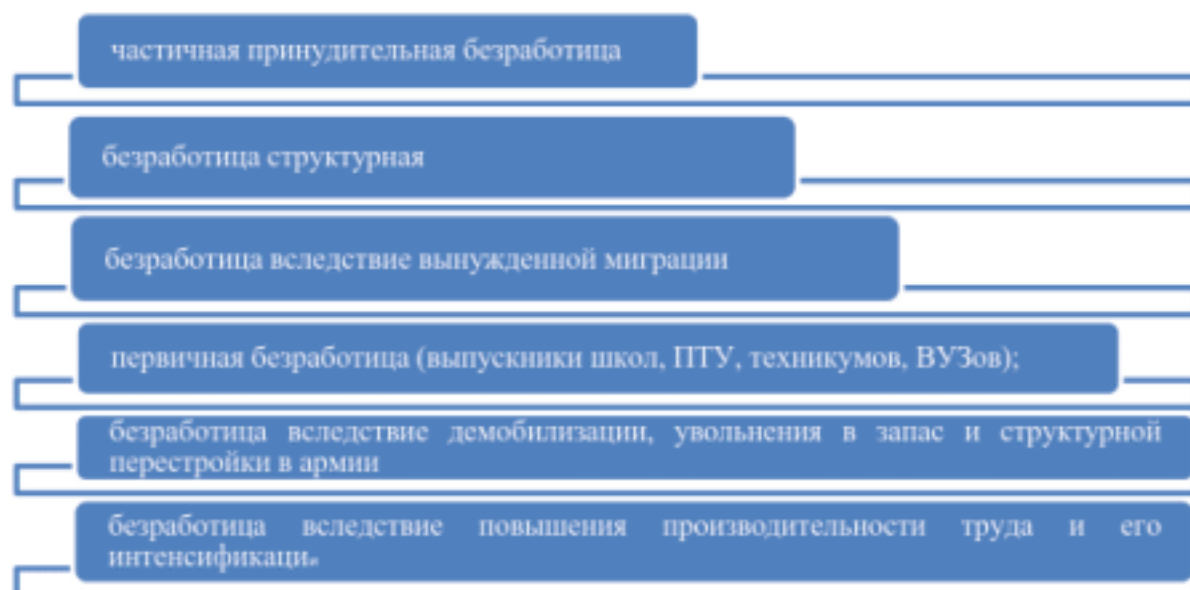 частичная принудительная безработица
безработица структурная
безработица вследствие вынужденной миграции
первичная безработица (выпускники школ, ПТУ, техникумов, ВУЗов);
безработица вследствие демобилизации, увольнения в запас и структурной
перестройки в армии
безработица вследствие повышения производительности труда и его
интенсификации